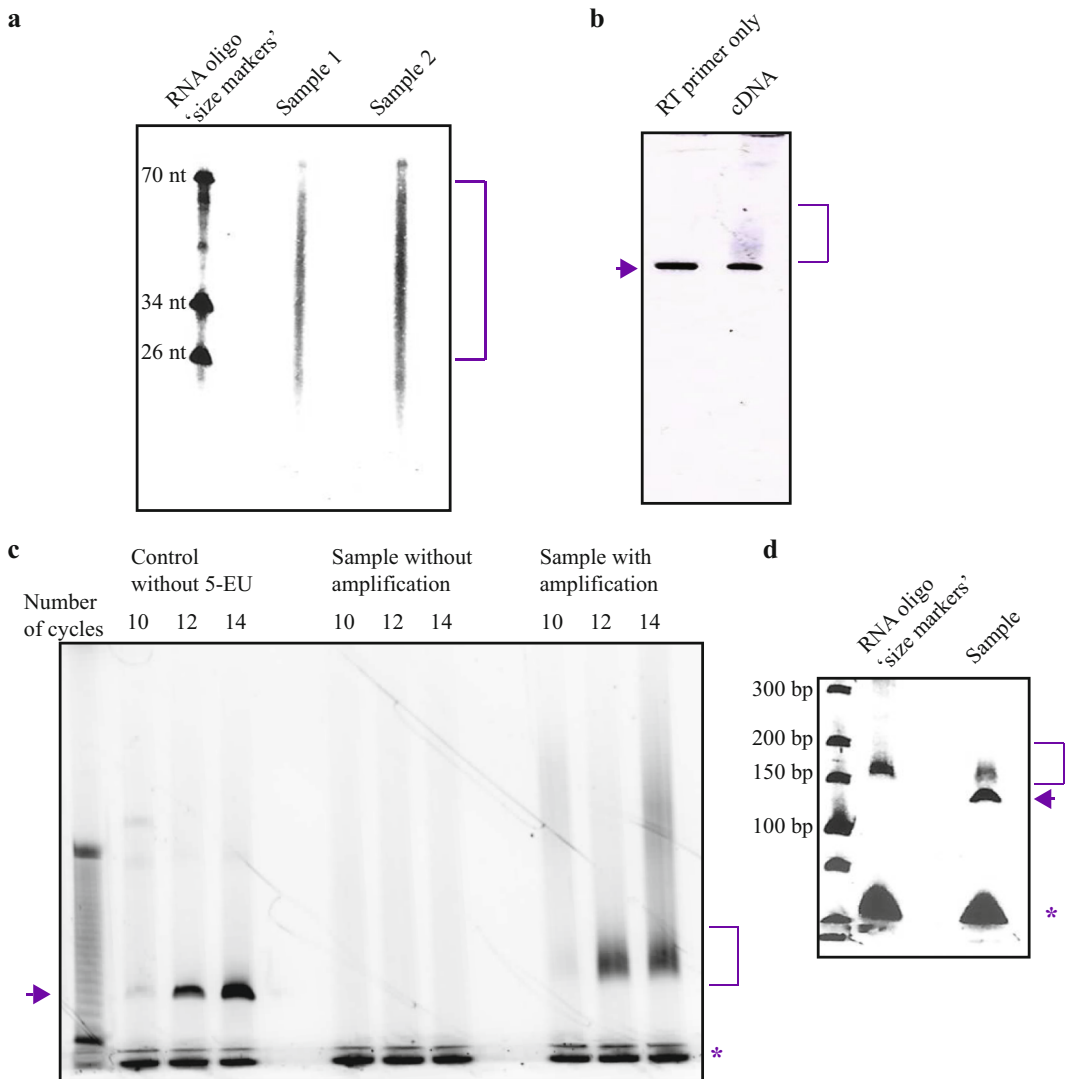 a
RNA oligo
‘size markers’
Sample 1
Sample 2
70 nt
34 nt
26 nt
b
RT primer only
cDNA
c
Control
without 5-EU
Sample without
amplification
Sample with
amplification
Number
of cycles
10 12 14
10 12 14
10 12 14
*
d
RNA oligo
‘size markers’
Sample
300 bp
200 bp
150 bp
100 bp
*